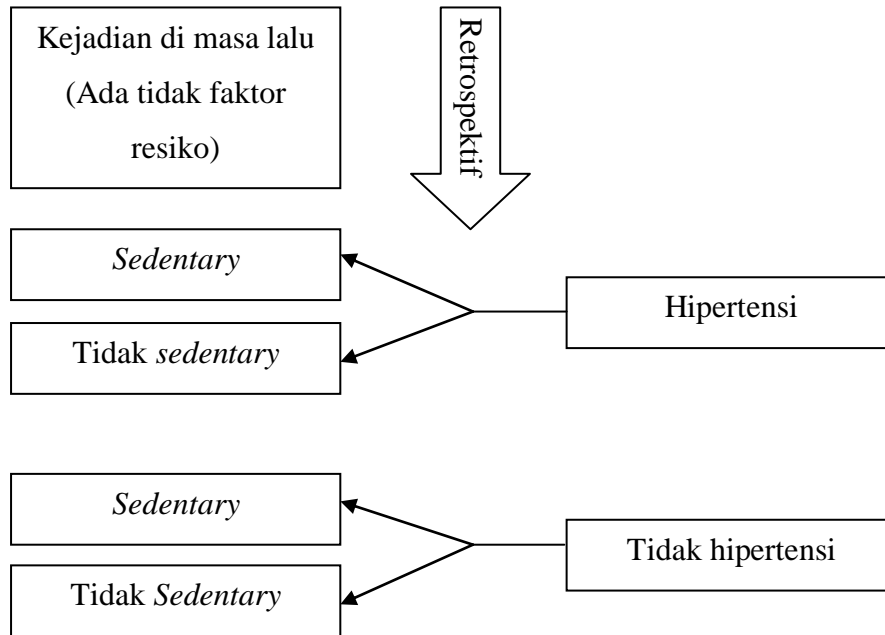 Kejadian di masa lalu
(Ada tidak faktor
resiko)
Retrospektif
Sedentary
Tidak sedentary
Hipertensi
Sedentary
Tidak Sedentary
Tidak hipertensi